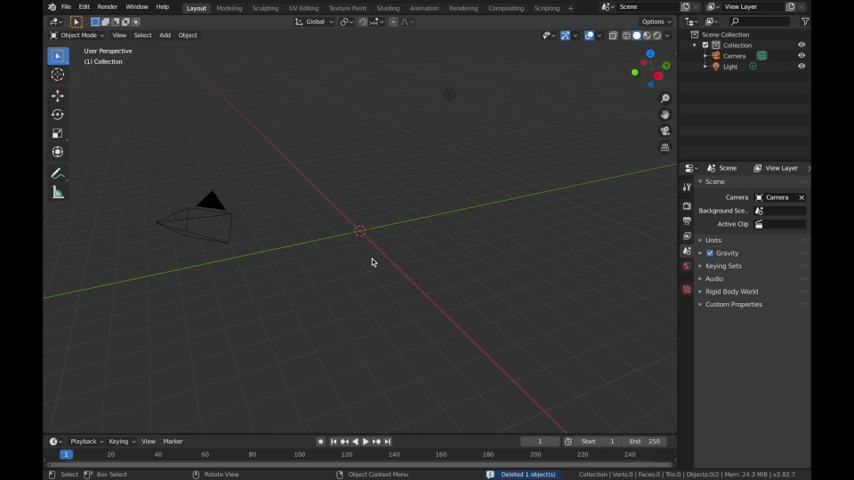 File Edit Render Window Help Layout Modeling Sculpting UV Editing Texture Paint Shading Animation Rendering Compositing Scripting + Scene View Layer
Global Options
Object Mode View Select Add Object
User Perspective
(1) Collection
Z
Y
X
Scene Collection
Collection
Camera
Light
Scene View Layer
Scene
Camera Camera
Background Sce..
Active Clip
Units
Gravity
Keying Sets
Audio
Rigid Body World
Custom Properties
Playback Keying View Marker 1 Start 1 End 250
1 20 40 60 80 100 120 140 160 180 200 220 240
Select Box Select Rotate View Object Context Menu Deleted 1 object(s) Collection | Verts:0 | Faces:0 | Tris:0 | Objects:0/2 | Mem: 24.3 MiB | v2.82.7